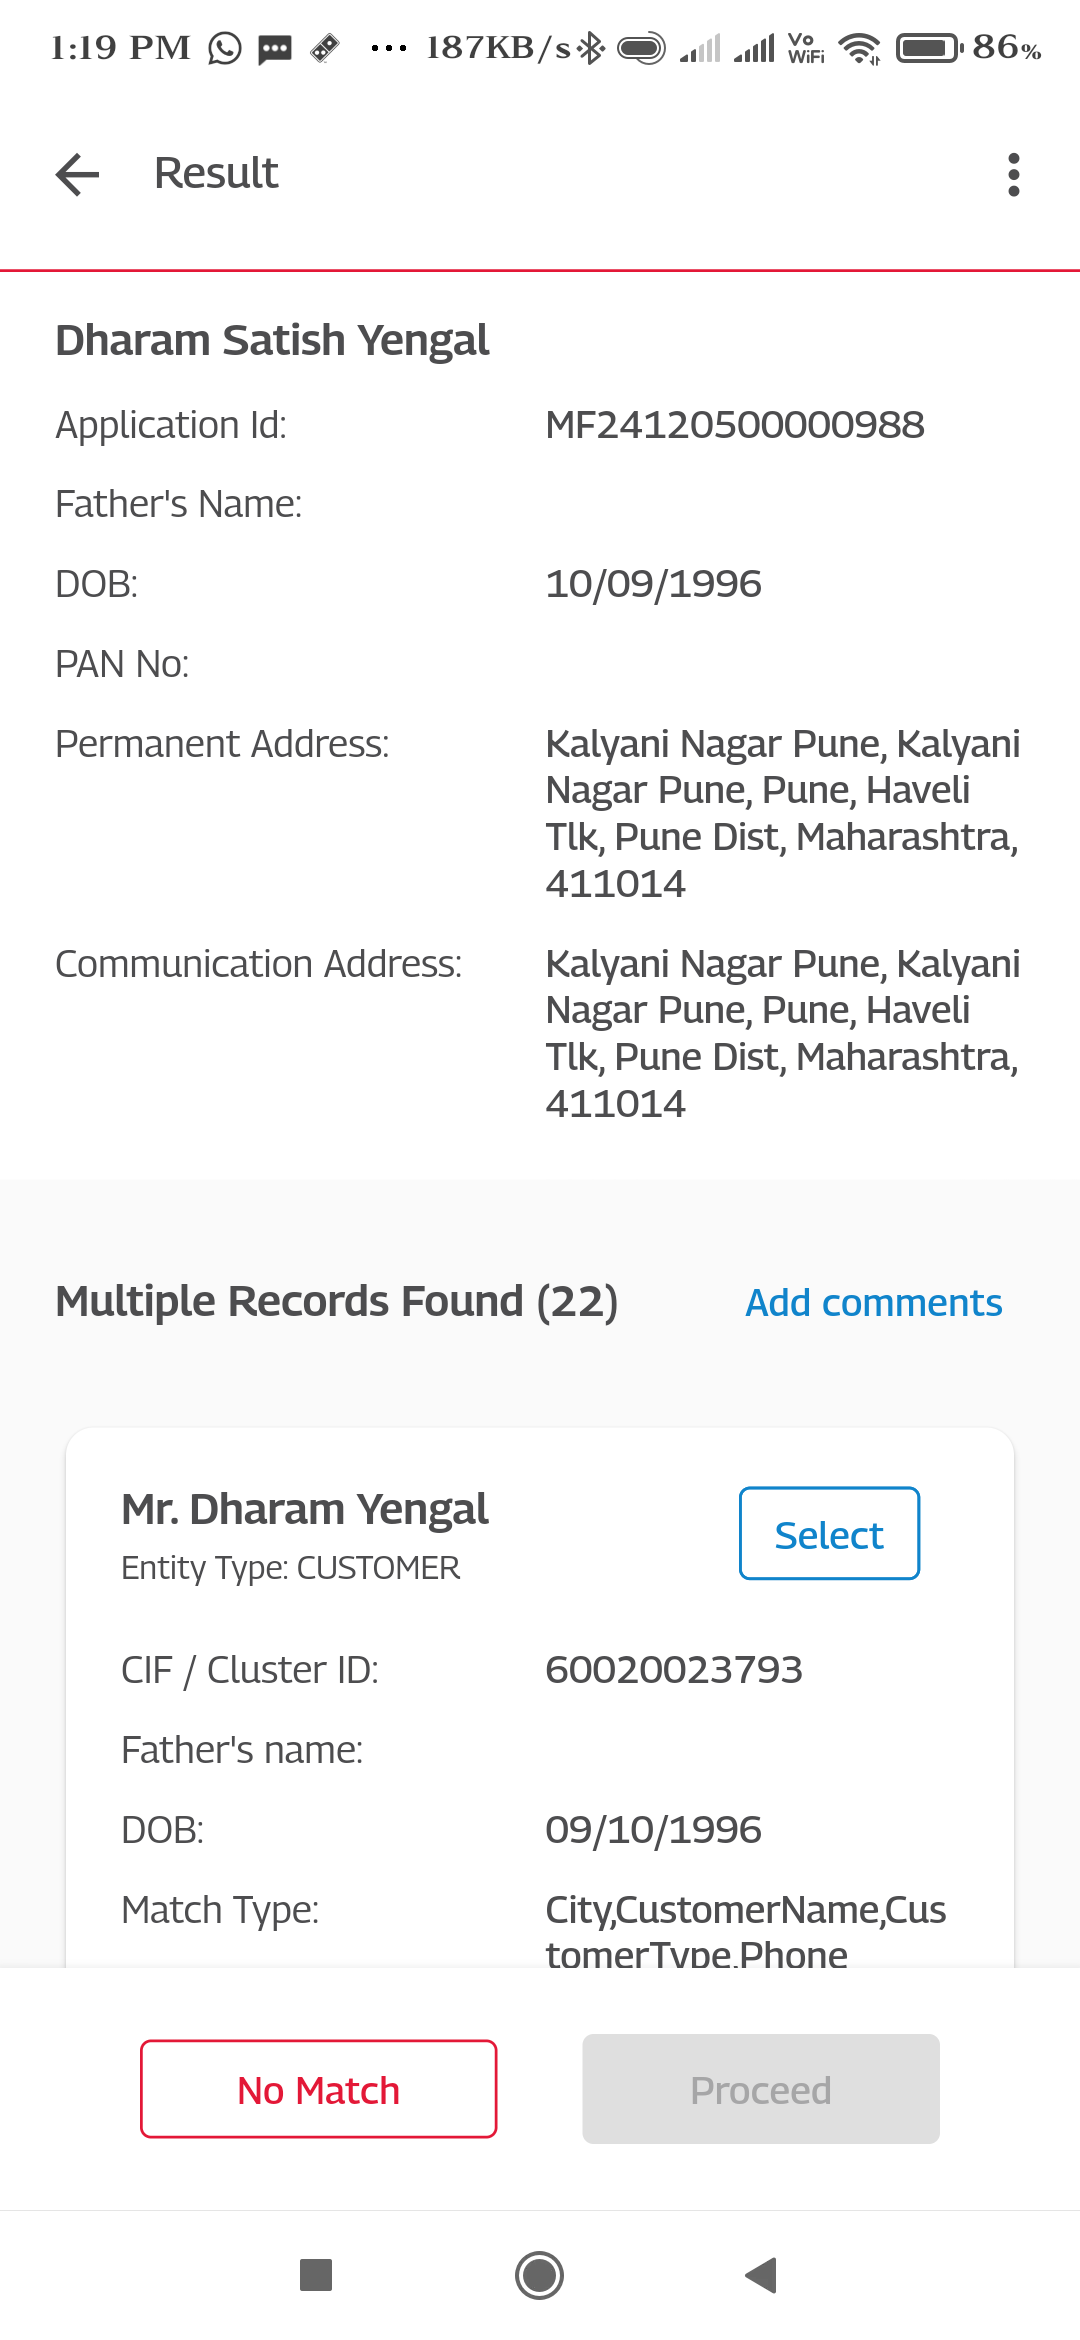 1:19 PM ... 187KB/s Vo WiFi 86%
Result
Dharam Satish Yengal
Application Id: MF24120500000988
Father's Name:
DOB: 10/09/1996
PAN No:
Permanent Address: Kalyani Nagar Pune, Kalyani
Nagar Pune, Pune, Haveli
Tlk, Pune Dist, Maharashtra,
411014
Communication Address: Kalyani Nagar Pune, Kalyani
Nagar Pune, Pune, Haveli
Tlk, Pune Dist, Maharashtra,
411014
Multiple Records Found (22) Add comments
Mr. Dharam Yengal Select
Entity Type: CUSTOMER
CIF / Cluster ID: 60020023793
Father's name:
DOB: 09/10/1996
Match Type: City,CustomerName,Cus
tomerType,Phone
No Match Proceed